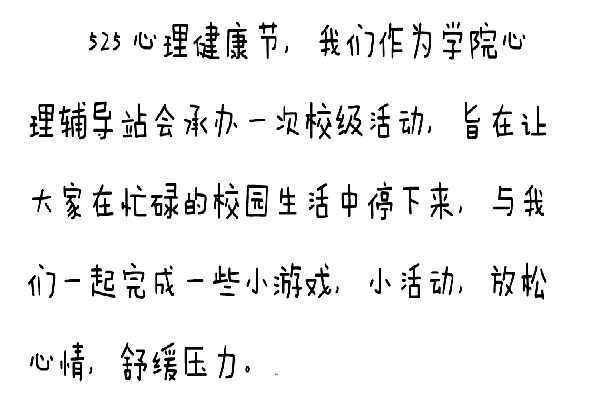 525心理健康节，我们作为学院心
理辅导站会承办一次校级活动，旨在让
大家在忙碌的校园生活中停下来，与我
们一起完成一些小游戏，小活动，放松
心情，舒缓压力。